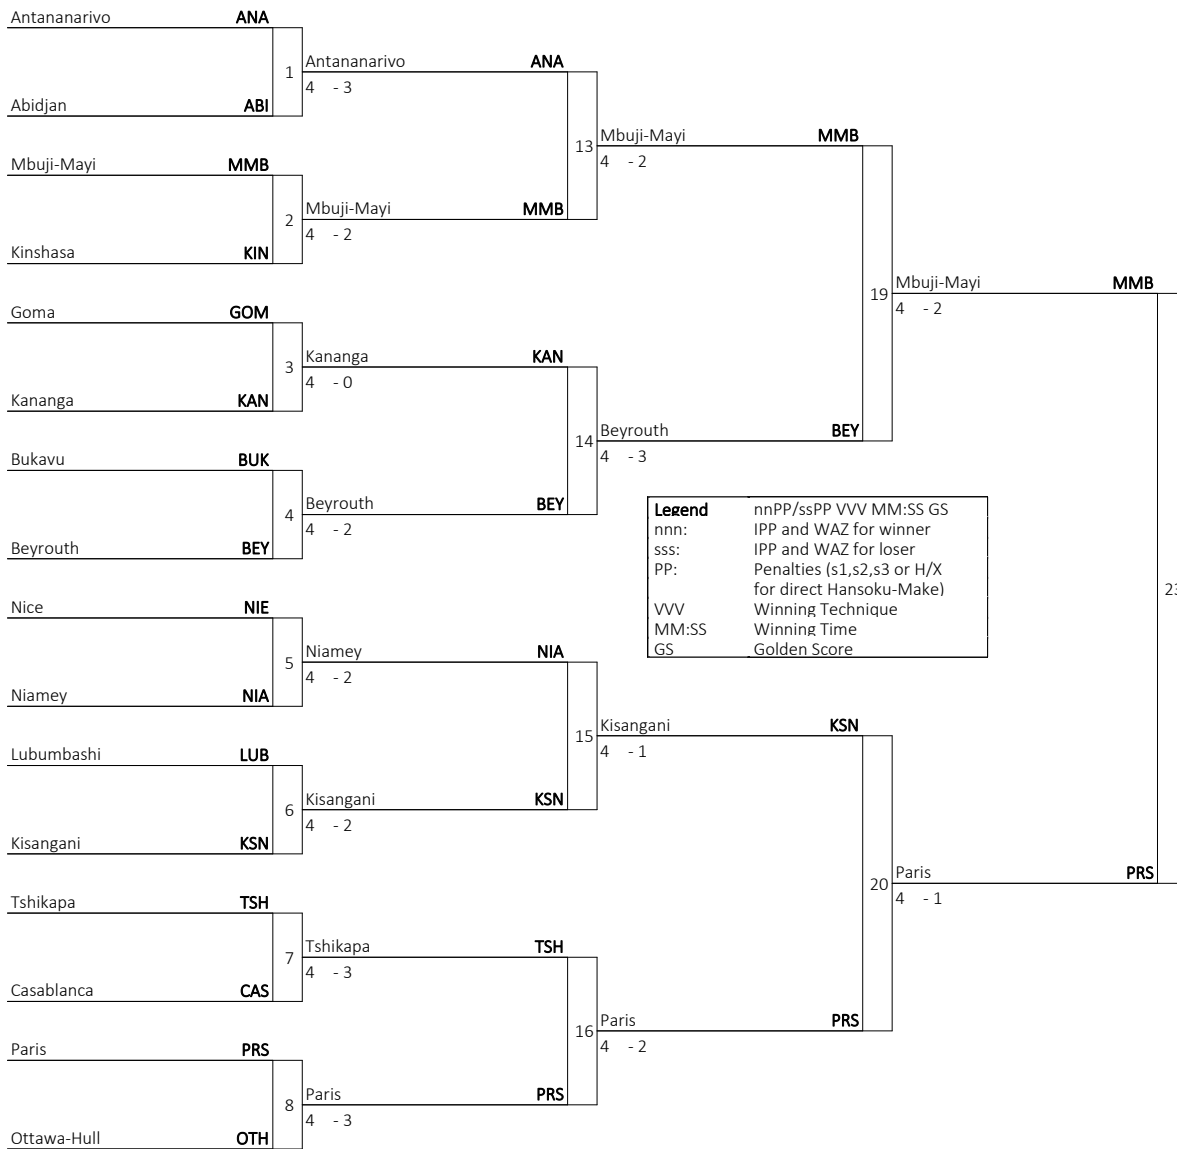 Antananarivo ANA
1 Antananarivo ANA
4 - 3
Abidjan ABI
13 Mbuji-Mayi MMB
4 - 2
Mbuji-Mayi MMB
2 Mbuji-Mayi MMB
4 - 2
Kinshasa KIN
19 Mbuji-Mayi MMB
4 - 2
Goma GOM
3 Kananga KAN
4 - 0
Kananga KAN
14 Beyrouth BEY
4 - 3
Bukavu BUK
4 Beyrouth BEY
4 - 2
Beyrouth BEY
Legend nnPP/ssPP VVV MM:SS GS
nnn: IPP and WAZ for winner
sss: IPP and WAZ for loser
PP: Penalties (s1,s2,s3 or H/X
for direct Hansoku-Make)
VVV Winning Technique
MM:SS Winning Time
GS Golden Score
23
Nice NIE
5 Niamey NIA
4 - 2
Niamey NIA
15 Kisangani KSN
4 - 1
Lubumbashi LUB
6 Kisangani KSN
4 - 2
Kisangani KSN
20 Paris PRS
4 - 1
Tshikapa TSH
7 Tshikapa TSH
4 - 3
Casablanca CAS
16 Paris PRS
4 - 2
Paris PRS
8 Paris PRS
4 - 3
Ottawa-Hull OTH